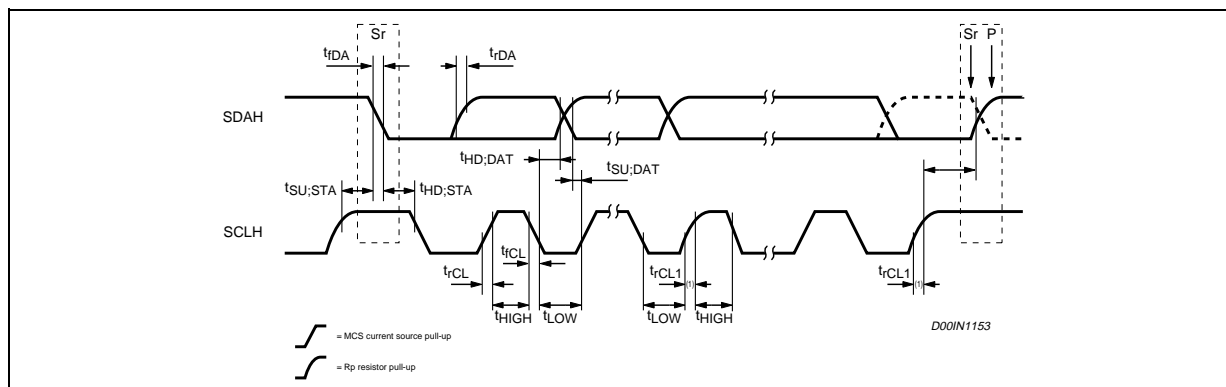 Sr
Sr P
tfDA
trDA
SDAH
tHD;DAT
tSU;DAT
tSU;STA
tHD;STA
SCLH
tfCL
trCL
trCL1
(1)
trCL1
(1)
tHIGH
tLOW
tLOW
tHIGH
D00IN1153
= MCS current source pull-up
= Rp resistor pull-up